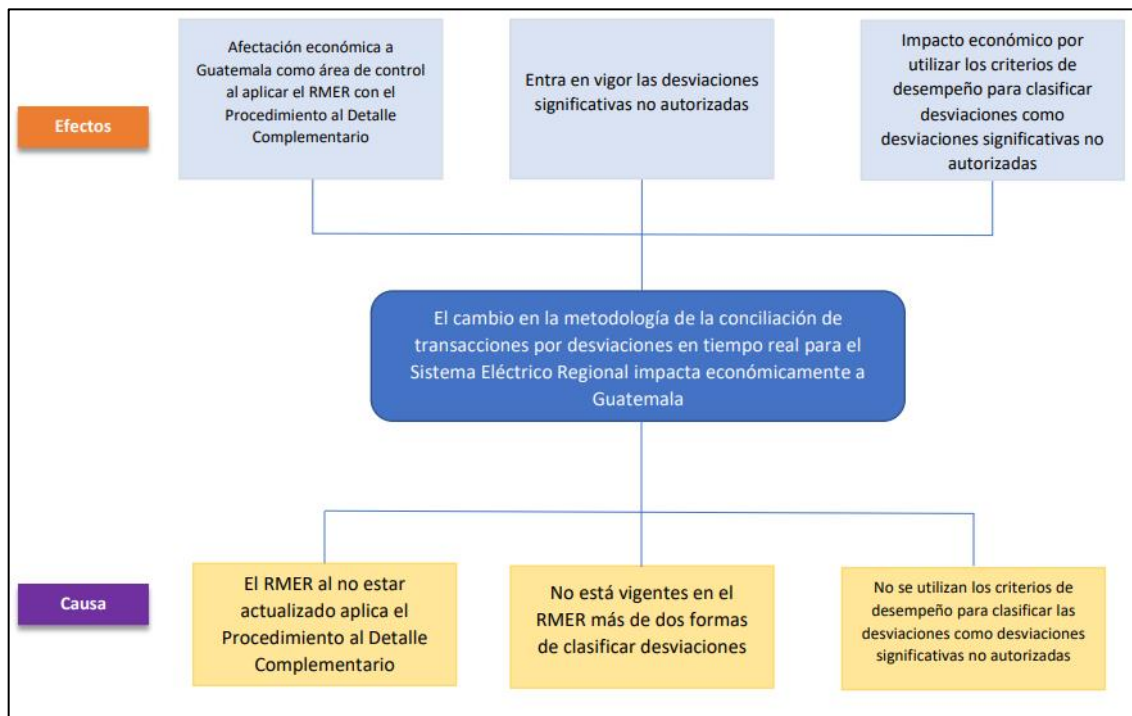 Afectación económica a
Guatemala como área de control
al aplicar el RMER con el
Procedimiento al Detalle
Complementario
Entra en vigor las desviaciones
significativas no autorizadas
Impacto económico por
utilizar los criterios de
desempeño para clasificar
desviaciones como
desviaciones significativas no
autorizadas
Efectos
El cambio en la metodología de la conciliación de
transacciones por desviaciones en tiempo real para el
Sistema Eléctrico Regional impacta económicamente a
Guatemala
Causa
El RMER al no estar
actualizado aplica el
Procedimiento al Detalle
Complementario
No está vigentes en el
RMER más de dos formas
de clasificar desviaciones
No se utilizan los criterios de
desempeño para clasificar las
desviaciones como desviaciones
significativas no autorizadas